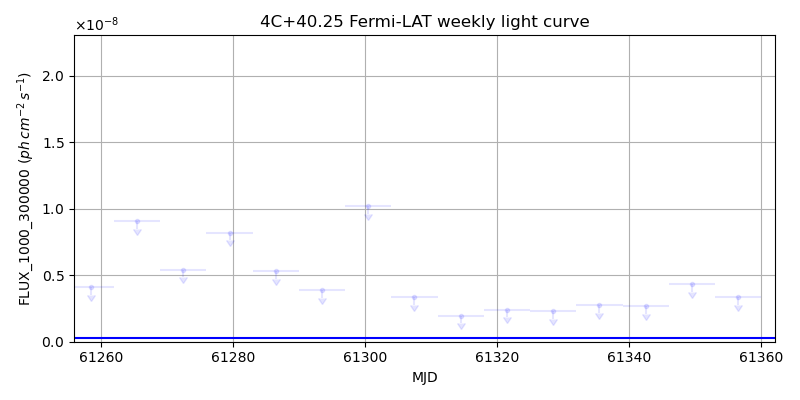 4C+40.25 Fermi-LAT weekly light curve
×10⁻⁸
FLUX_1000_300000 (ph cm⁻² s⁻¹)
2.0
1.5
1.0
0.5
0.0
61260 61280 61300 61320 61340 61360
MJD